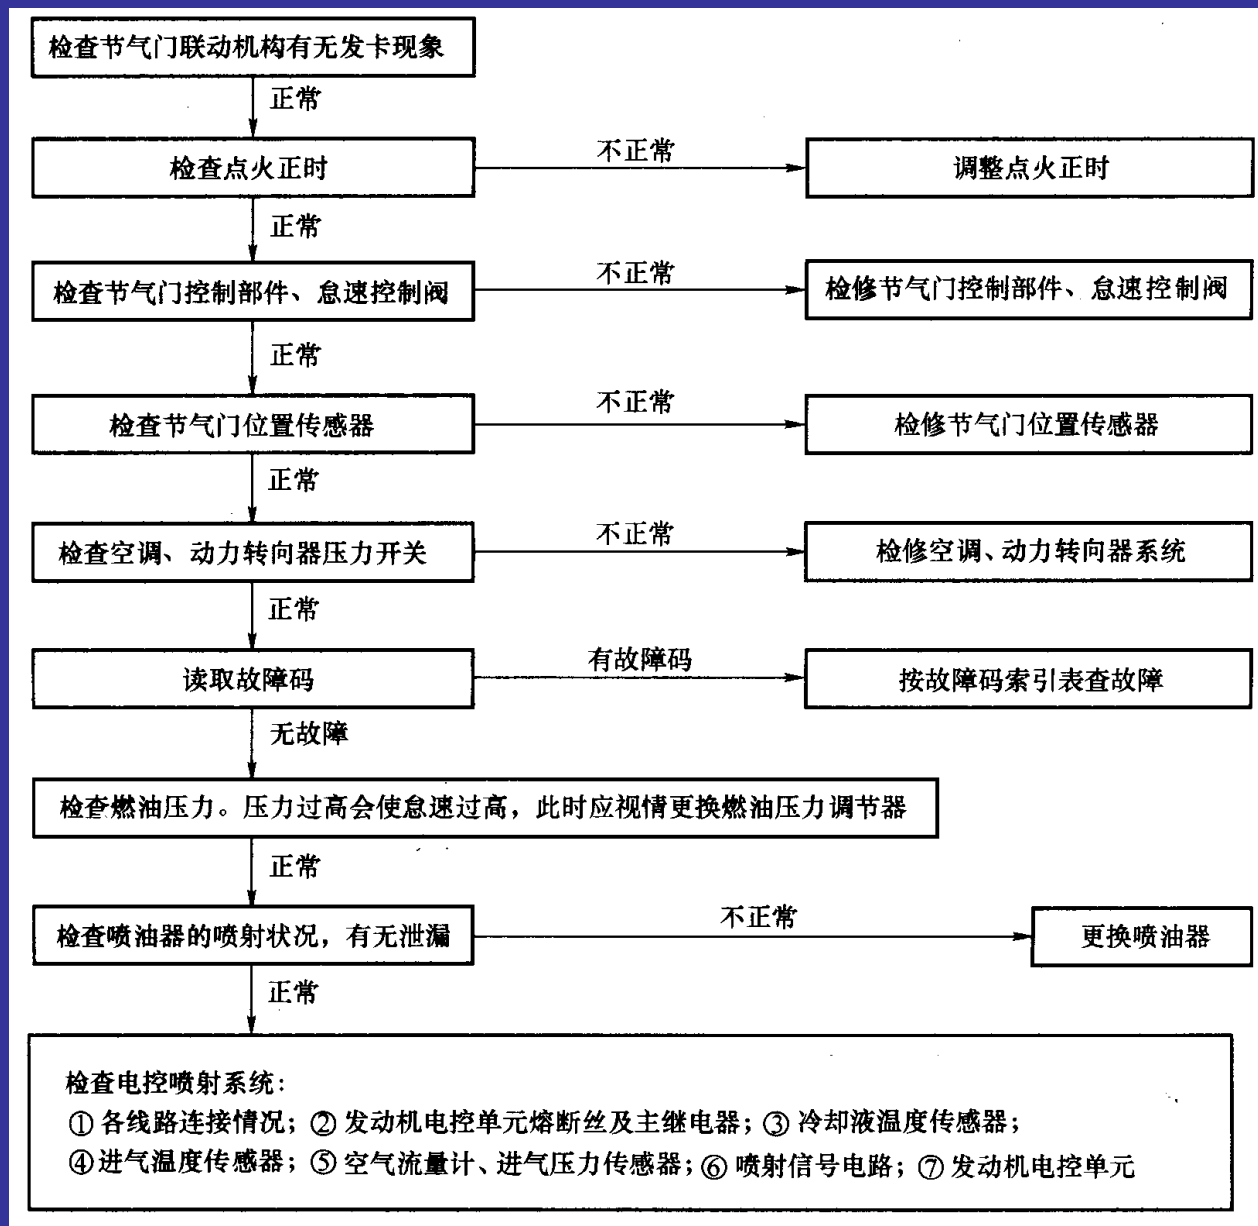 检查节气门联动机构有无发卡现象
正常
检查点火正时
不正常
调整点火正时
正常
检查节气门控制部件、怠速控制阀
不正常
检修节气门控制部件、怠速控制阀
正常
检查节气门位置传感器
不正常
检修节气门位置传感器
正常
检查空调、动力转向器压力开关
不正常
检修空调、动力转向器系统
正常
读取故障码
有故障码
按故障码索引表查故障
无故障
检查燃油压力。压力过高会使怠速过高，此时应视情更换燃油压力调节器
正常
检查喷油器的喷射状况，有无泄漏
不正常
更换喷油器
正常
检查电控喷射系统：
①各线路连接情况；②发动机电控单元熔断丝及主继电器；③冷却液温度传感器；
④进气温度传感器；⑤空气流量计、进气压力传感器；⑥喷射信号电路；⑦发动机电控单元